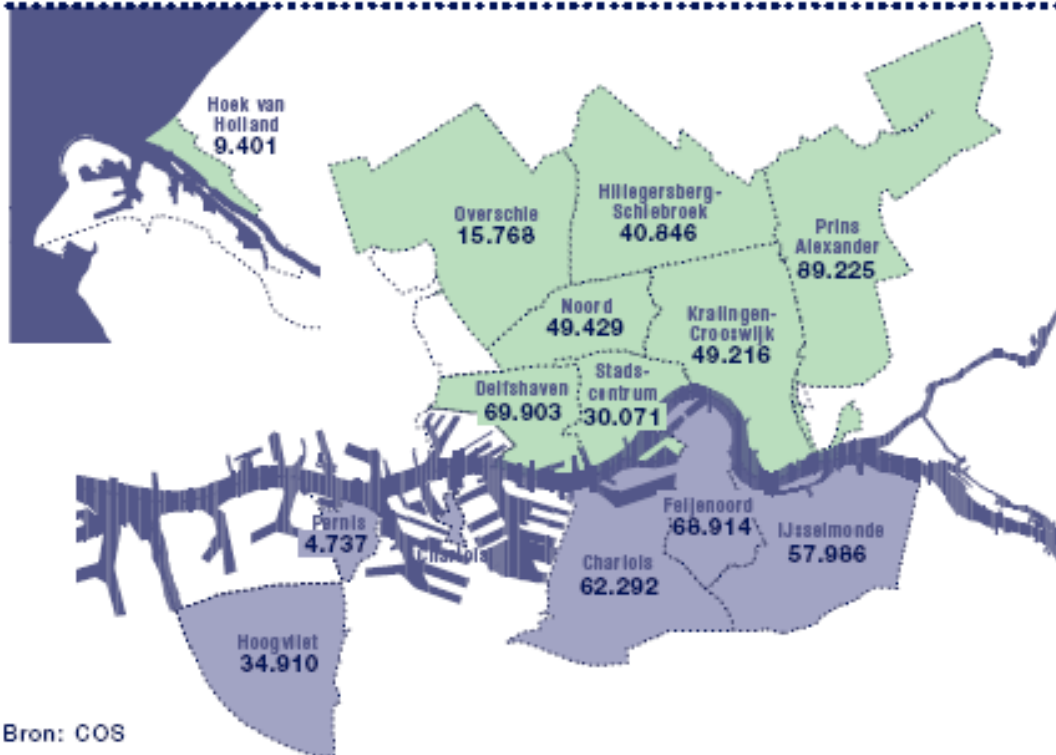 Hoek van
Holland
9.401
Overschie
15.768
Hillegersberg-
Schiebroek
40.846
Prins
Alexander
89.225
Noord
49.429
Kralingen-
Crooswijk
49.216
Delfshaven
69.903
Stads-
centrum
30.071
Pernis
4.737
Charlois
Feijenoord
68.914
IJsselmonde
57.986
Charlois
62.292
Hoogvliet
34.910
Bron: COS